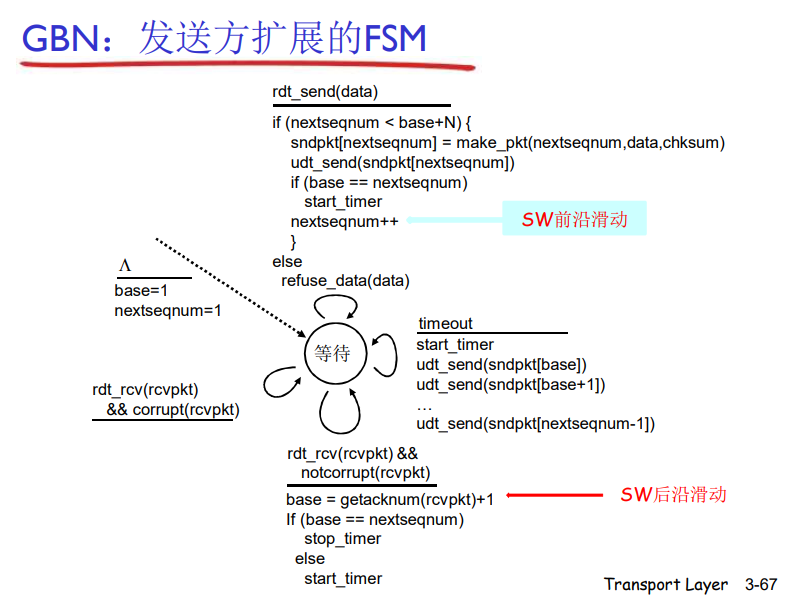 GBN：发送方扩展的FSM
rdt_send(data)
if (nextseqnum < base+N) {
sndpkt[nextseqnum] = make_pkt(nextseqnum,data,chksum)
udt_send(sndpkt[nextseqnum])
if (base == nextseqnum)
start_timer
nextseqnum++
SW前沿滑动
}
else
refuse_data(data)
Λ
base=1
nextseqnum=1
等待
timeout
start_timer
udt_send(sndpkt[base])
udt_send(sndpkt[base+1])
…
udt_send(sndpkt[nextseqnum-1])
rdt_rcv(rcvpkt)
&& corrupt(rcvpkt)
rdt_rcv(rcvpkt) &&
notcorrupt(rcvpkt)
base = getacknum(rcvpkt)+1
SW后沿滑动
If (base == nextseqnum)
stop_timer
else
start_timer
Transport Layer 3-67